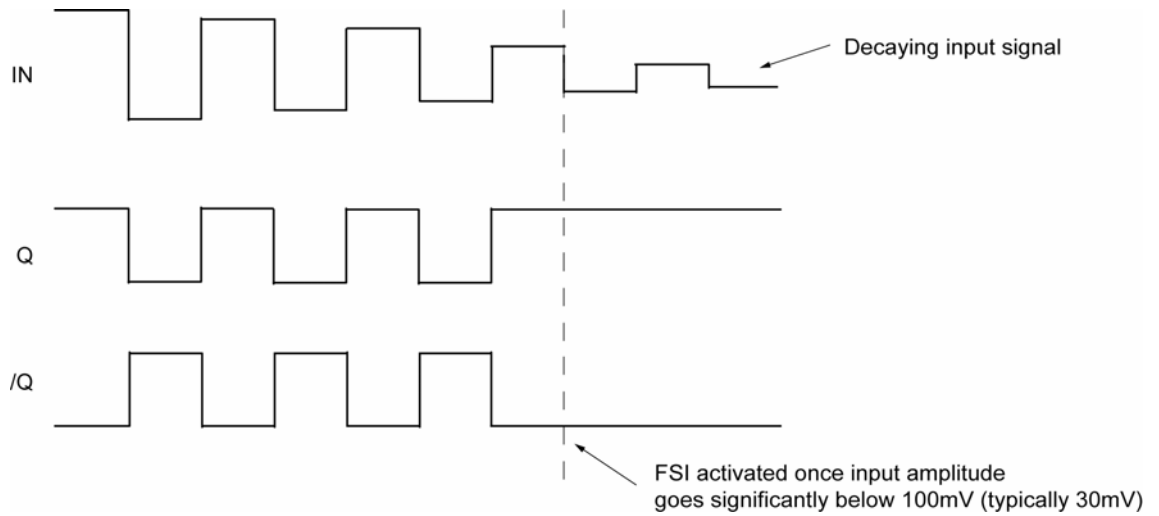 IN
Decaying input signal
Q
/Q
FSI activated once input amplitude
goes significantly below 100mV (typically 30mV)